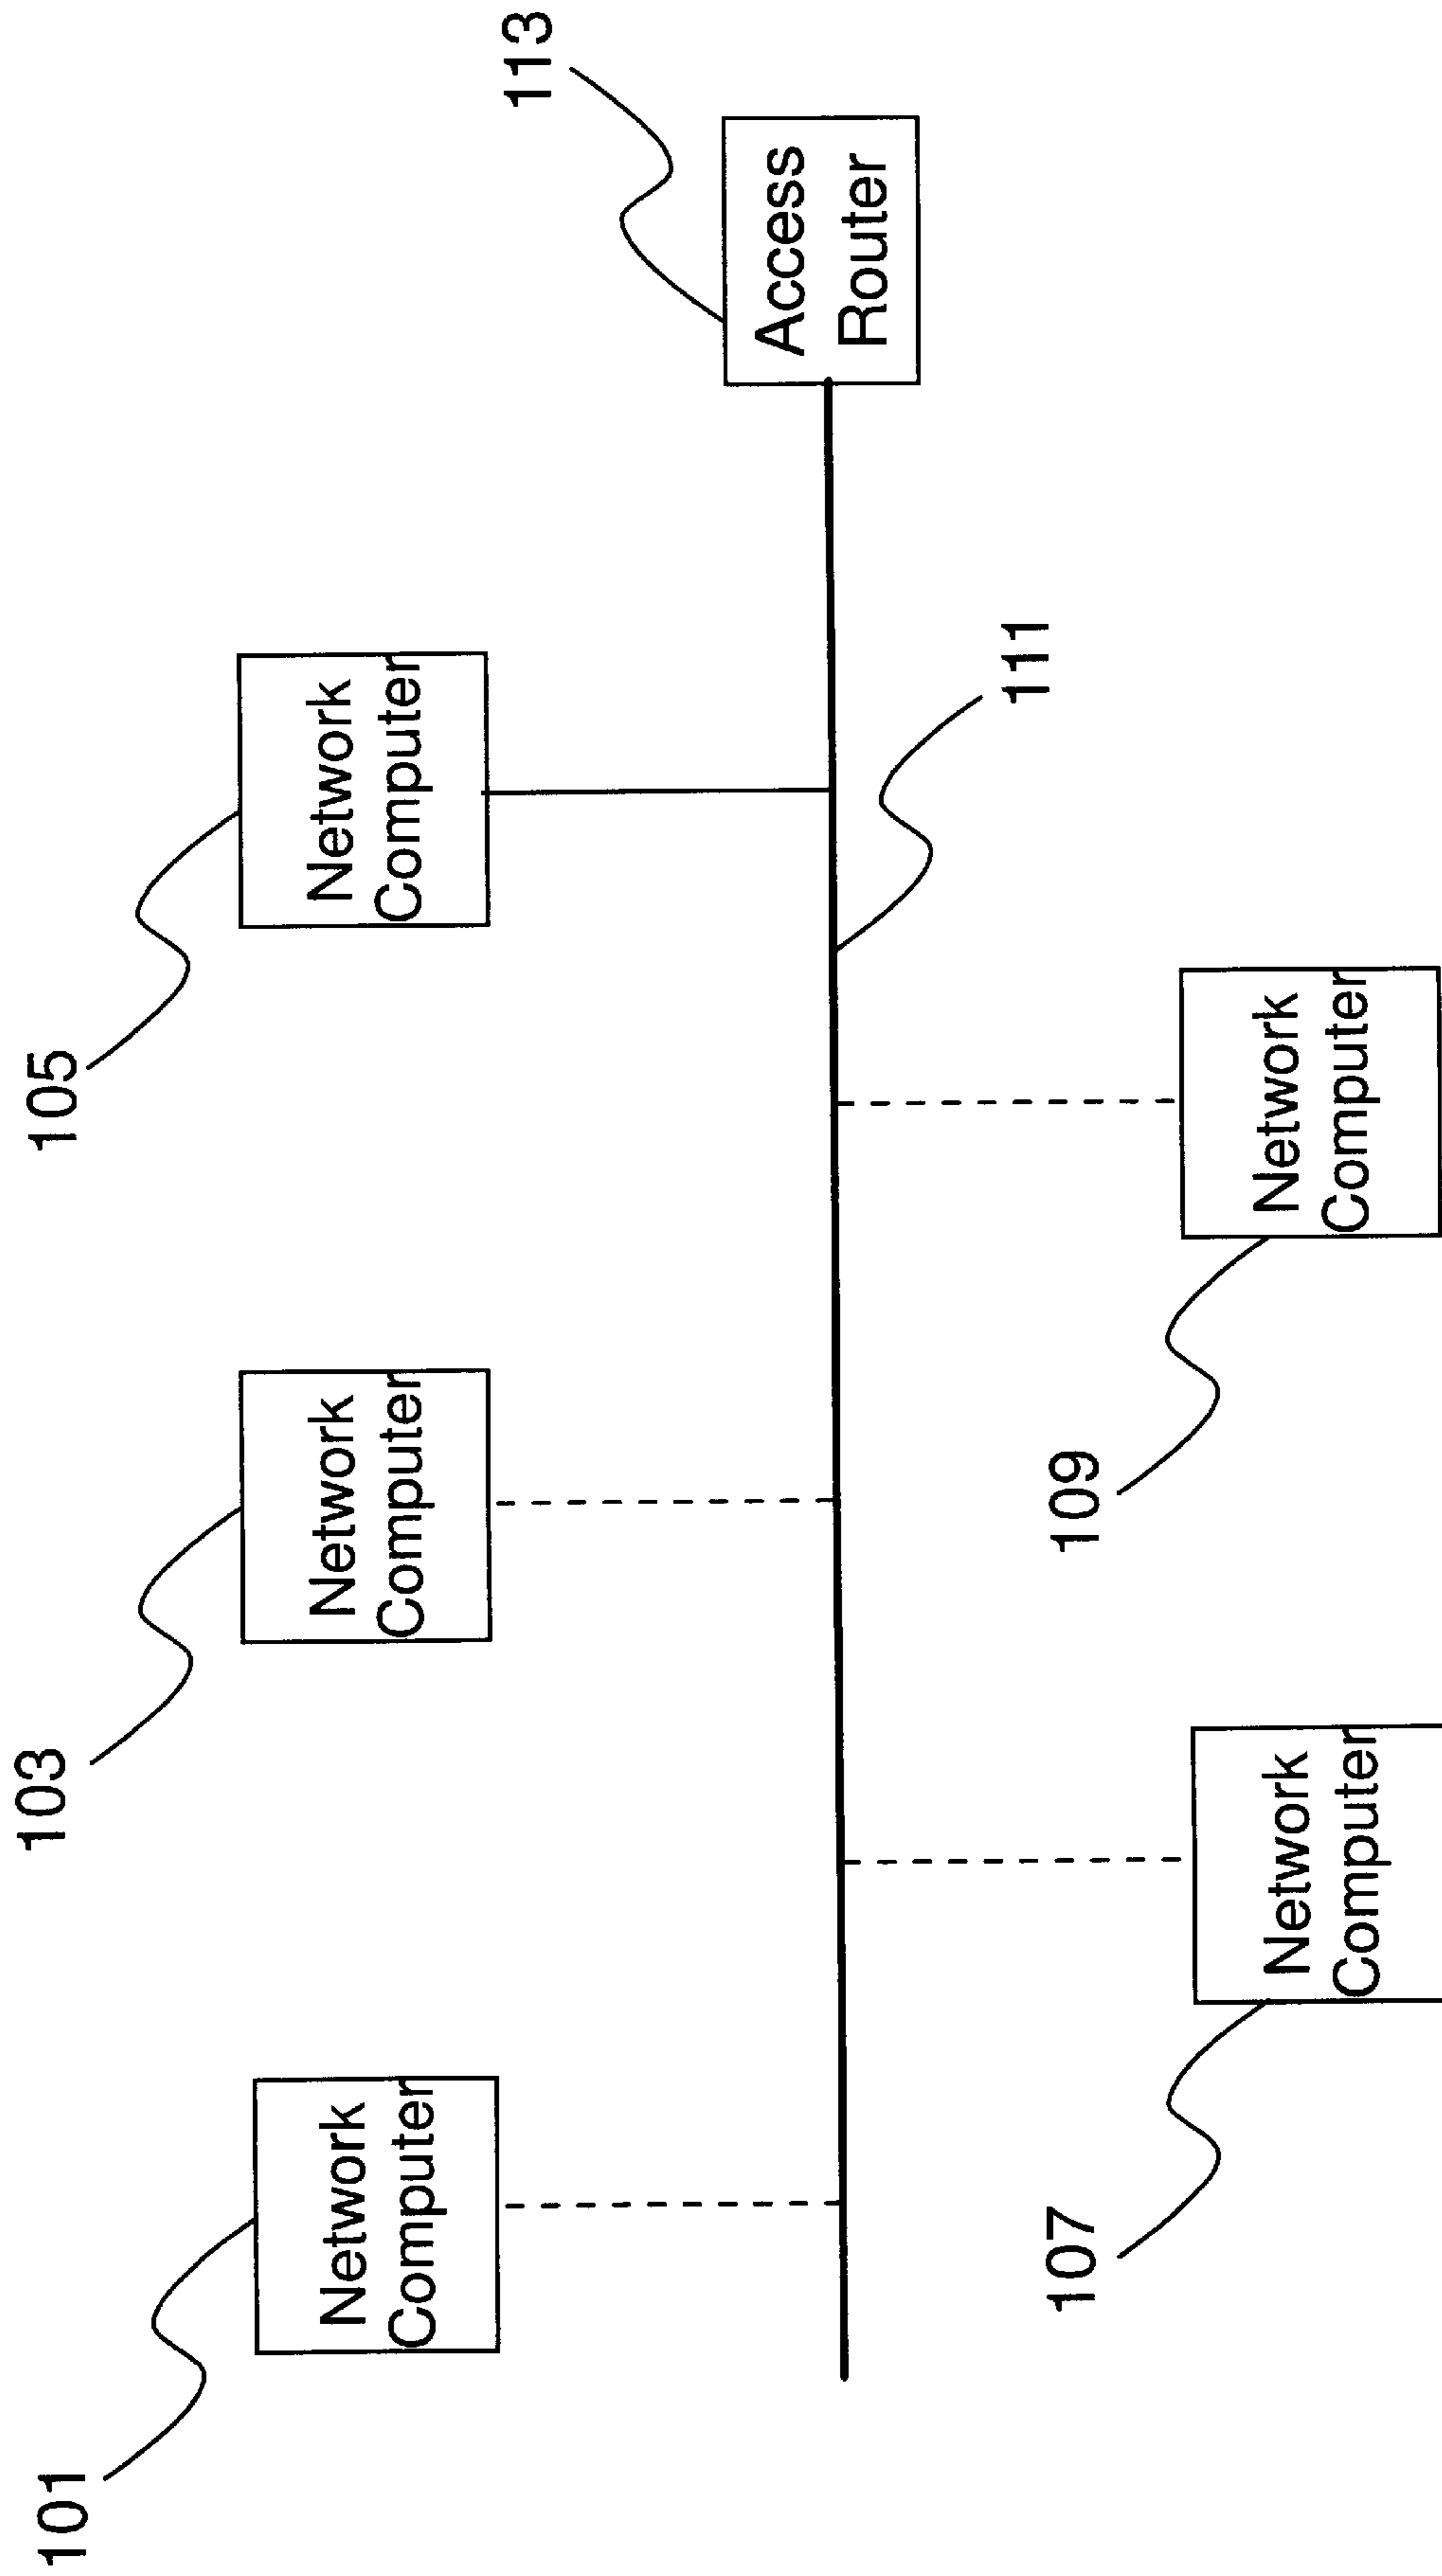 101
Network
Computer
103
Network
Computer
105
Network
Computer
113
Access
Router
111
107
Network
Computer
109
Network
Computer